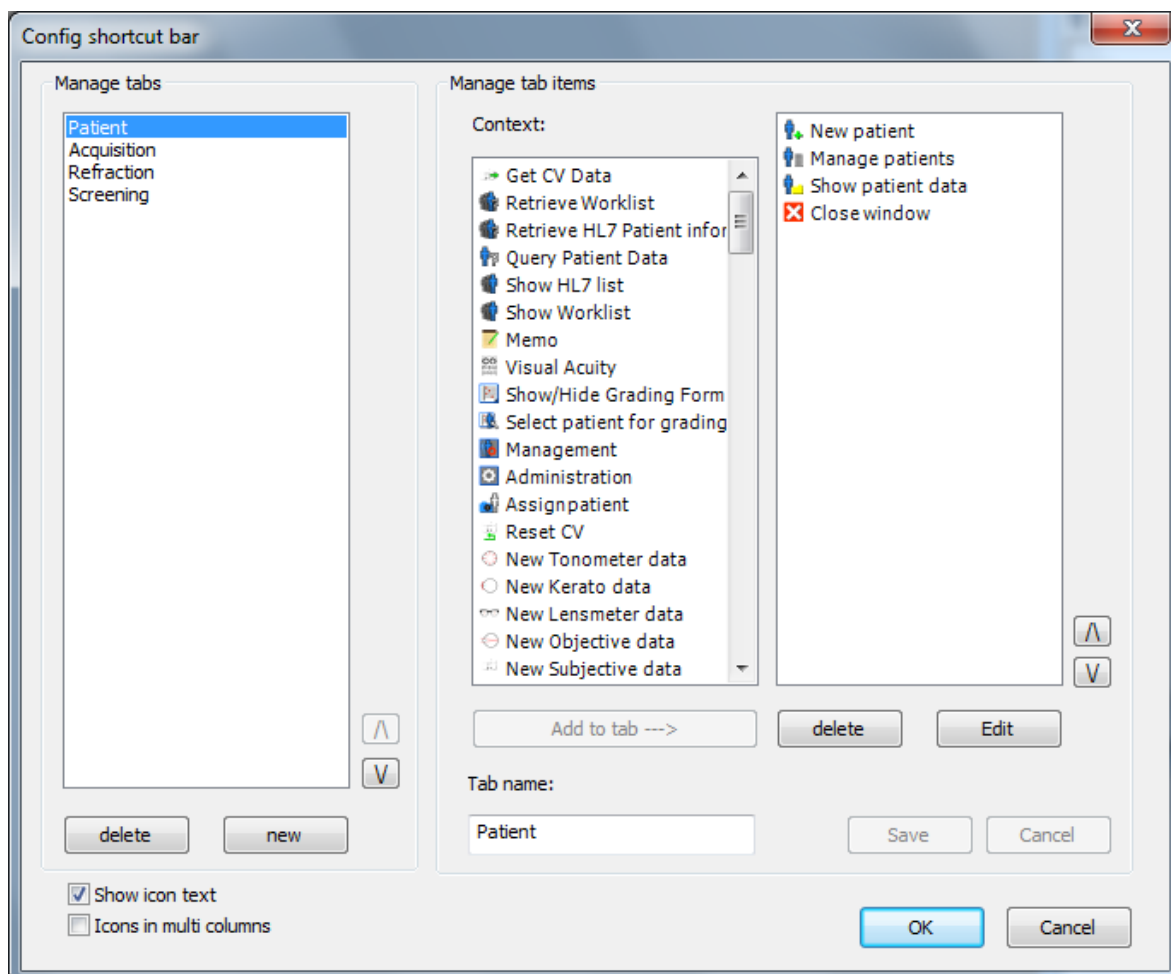 Config shortcut bar
Manage tabs
Patient
Acquisition
Refraction
Screening
/\
V
delete
new
Manage tab items
Context:
Get CV Data
Retrieve Worklist
Retrieve HL7 Patient infor
Query Patient Data
Show HL7 list
Show Worklist
Memo
Visual Acuity
Show/Hide Grading Form
Select patient for grading
Management
Administration
Assign patient
Reset CV
New Tonometer data
New Kerato data
New Lensmeter data
New Objective data
New Subjective data
New patient
Manage patients
Show patient data
Close window
/\
V
Add to tab --->
delete
Edit
Tab name:
Patient
Save
Cancel
Show icon text
Icons in multi columns
OK
Cancel